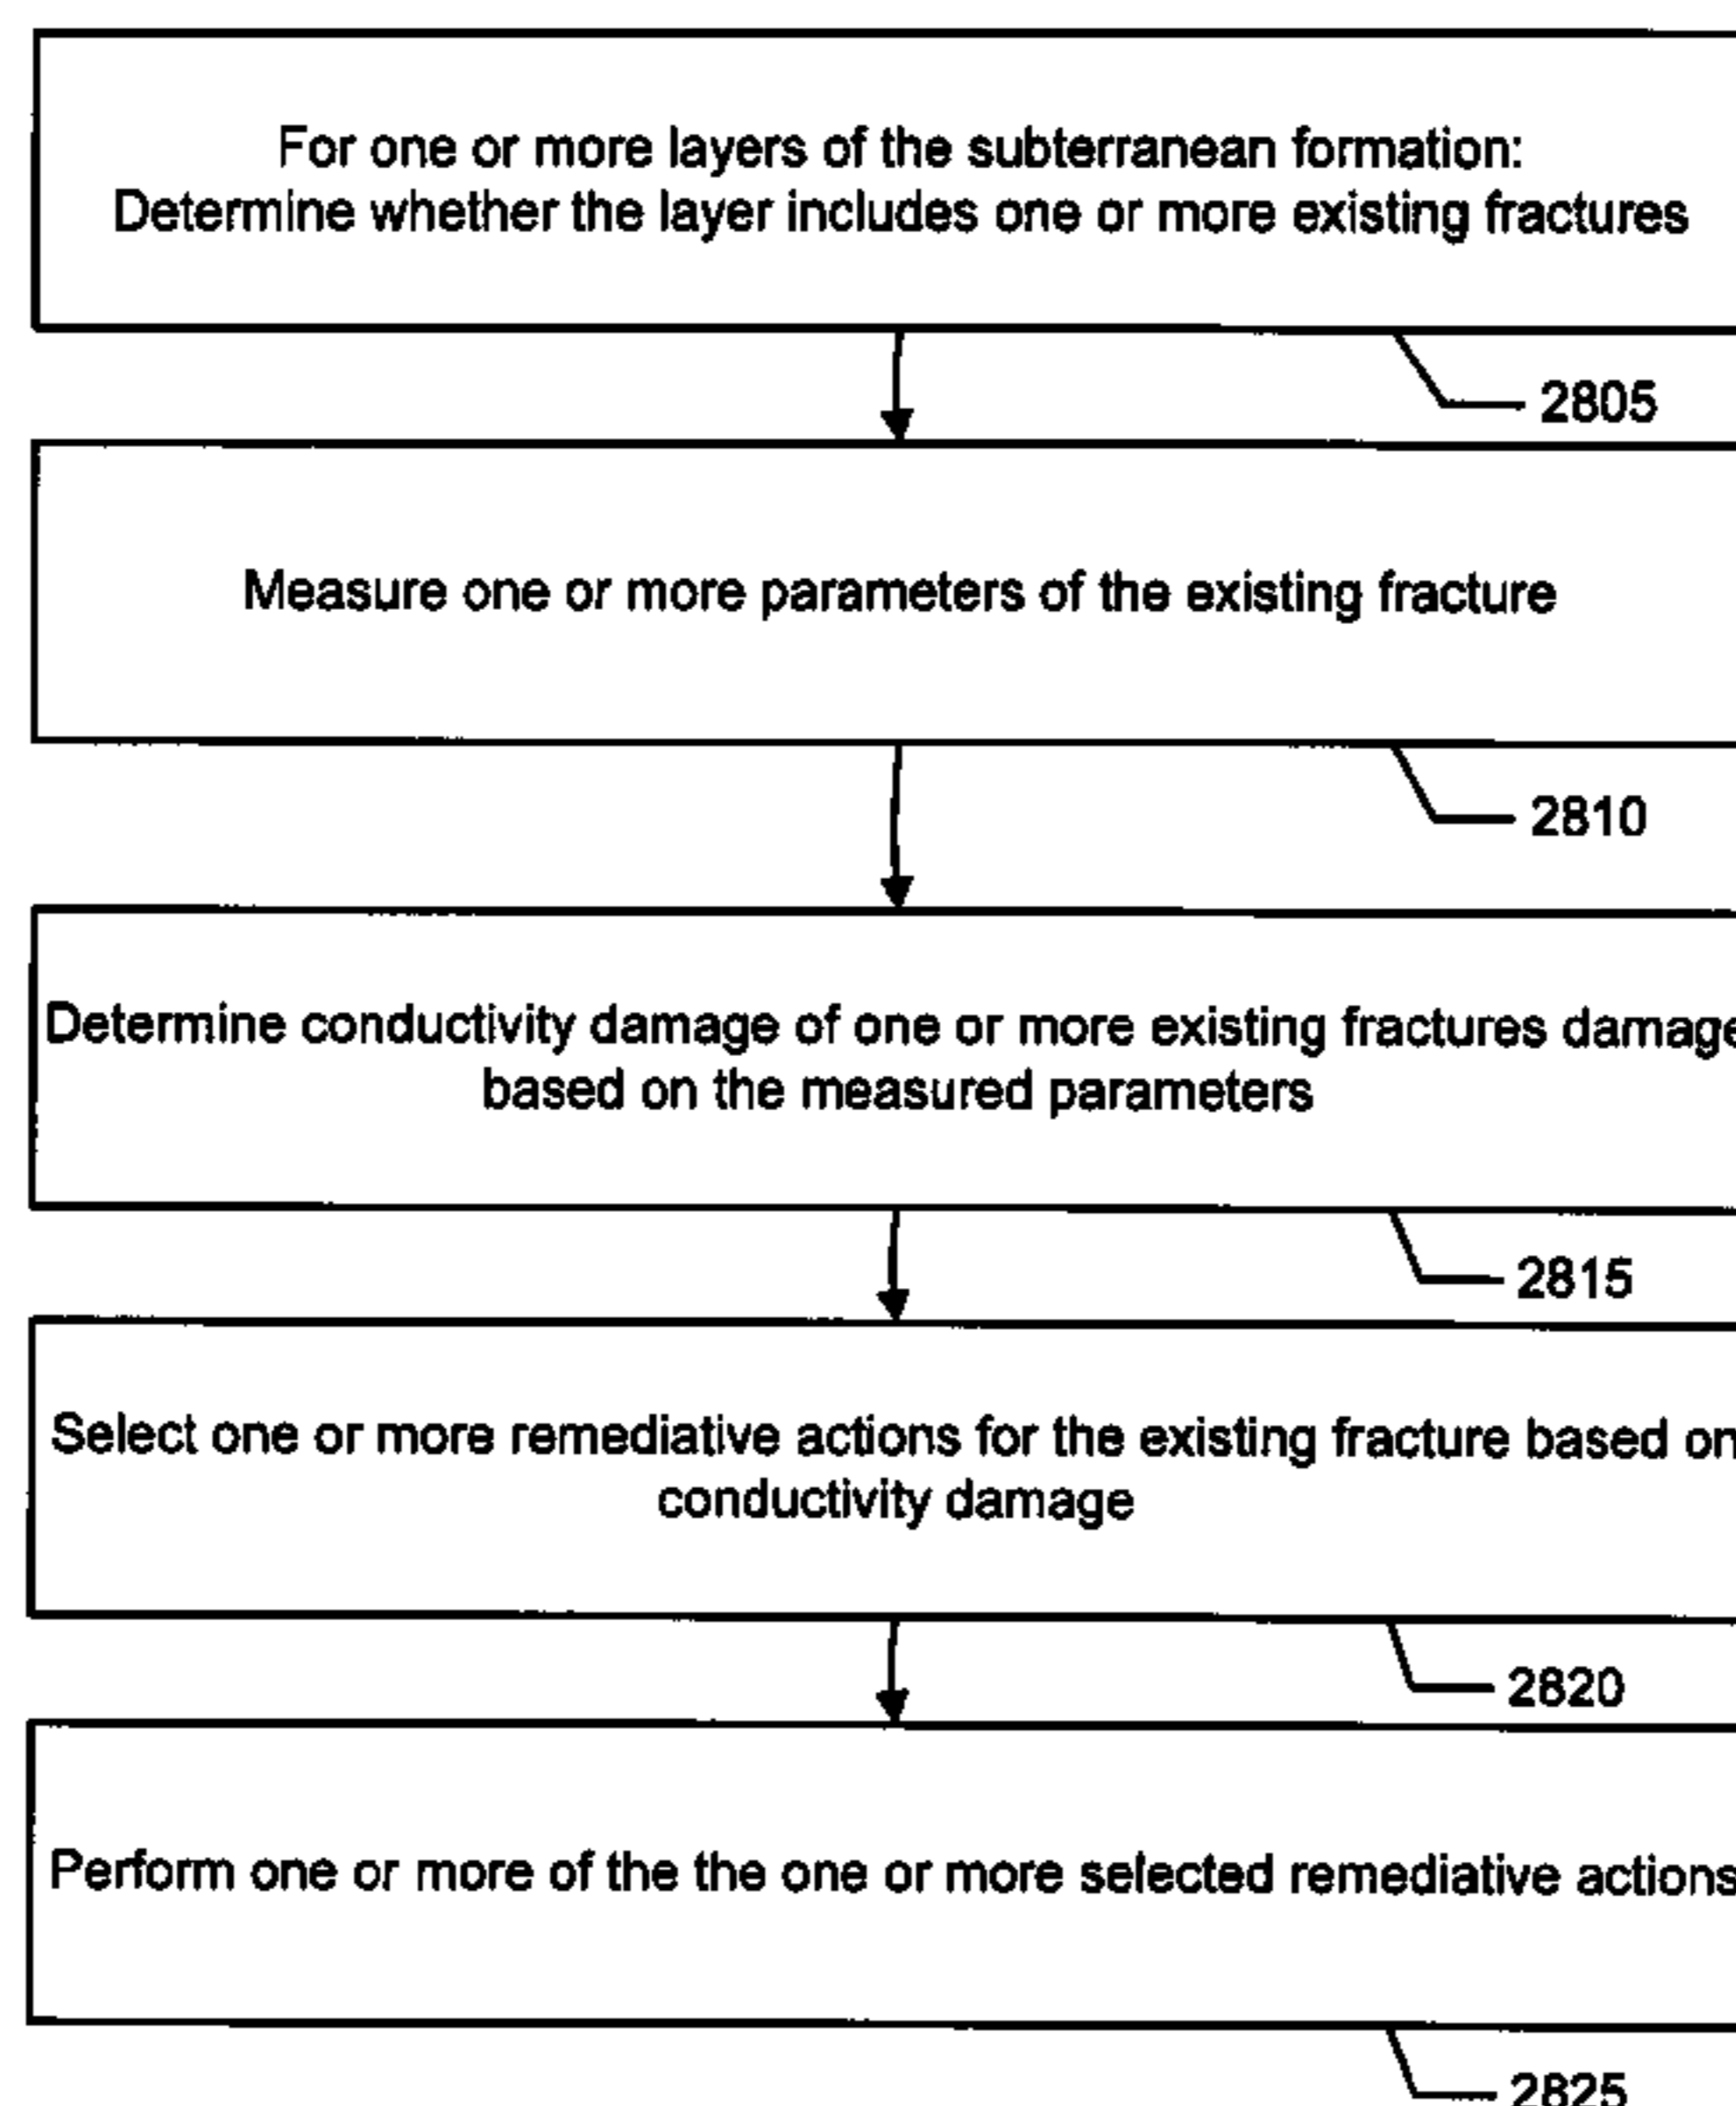 For one or more layers of the subterranean formation:
Determine whether the layer includes one or more existing fractures
2805
Measure one or more parameters of the existing fracture
2810
Determine conductivity damage of one or more existing fractures damage
based on the measured parameters
2815
Select one or more remediative actions for the existing fracture based on
conductivity damage
2820
Perform one or more of the the one or more selected remediative actions
2825